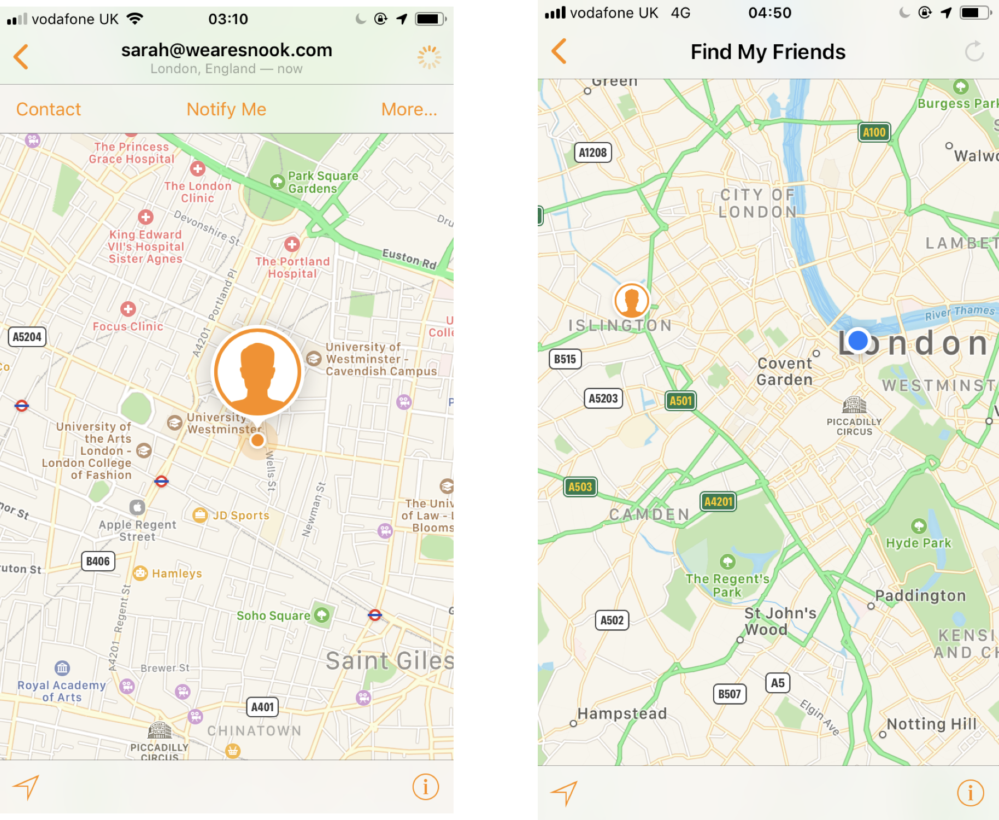 vodafone UK
03:10
sarah@wearesnook.com
London, England — now
Contact
Notify Me
More...
The Princess
Grace Hospital
The London
Clinic
Park Square
Gardens
Devonshire St
King Edward
VII's Hospital
Sister Agnes
The Portland
Hospital
Euston Rd
A4201 Portland Pl
Focus Clinic
A5204
University of
Westminster -
Cavendish Campus
University
Westminster
University of
the Arts
London -
London College
of Fashion
Wells St
Newman St
Apple Regent
Street
JD Sports
The Univ
of Law - L
Blooms
B406
Hamleys
A4201 Regent St
Soho Square
Saint Giles
Brewer St
Royal Academy
of Arts
A401
CHINATOWN
PICCADILLY
CIRCUS
vodafone UK 4G
04:50
Find My Friends
Green
Burgess Park
A100
A1208
Walwo
CITY OF
LONDON
LAMBET
ISLINGTON
River Thames
London
B515
Covent
Garden
WESTMINST
A5203
A501
PICCADILLY
CIRCUS
A503
A4201
CAMDEN
Hyde Park
The Regent's
Park
Paddington
St John's
Wood
A502
KENSI
AND CH
A5
B507
Elgin Ave
Hampstead
Notting Hill